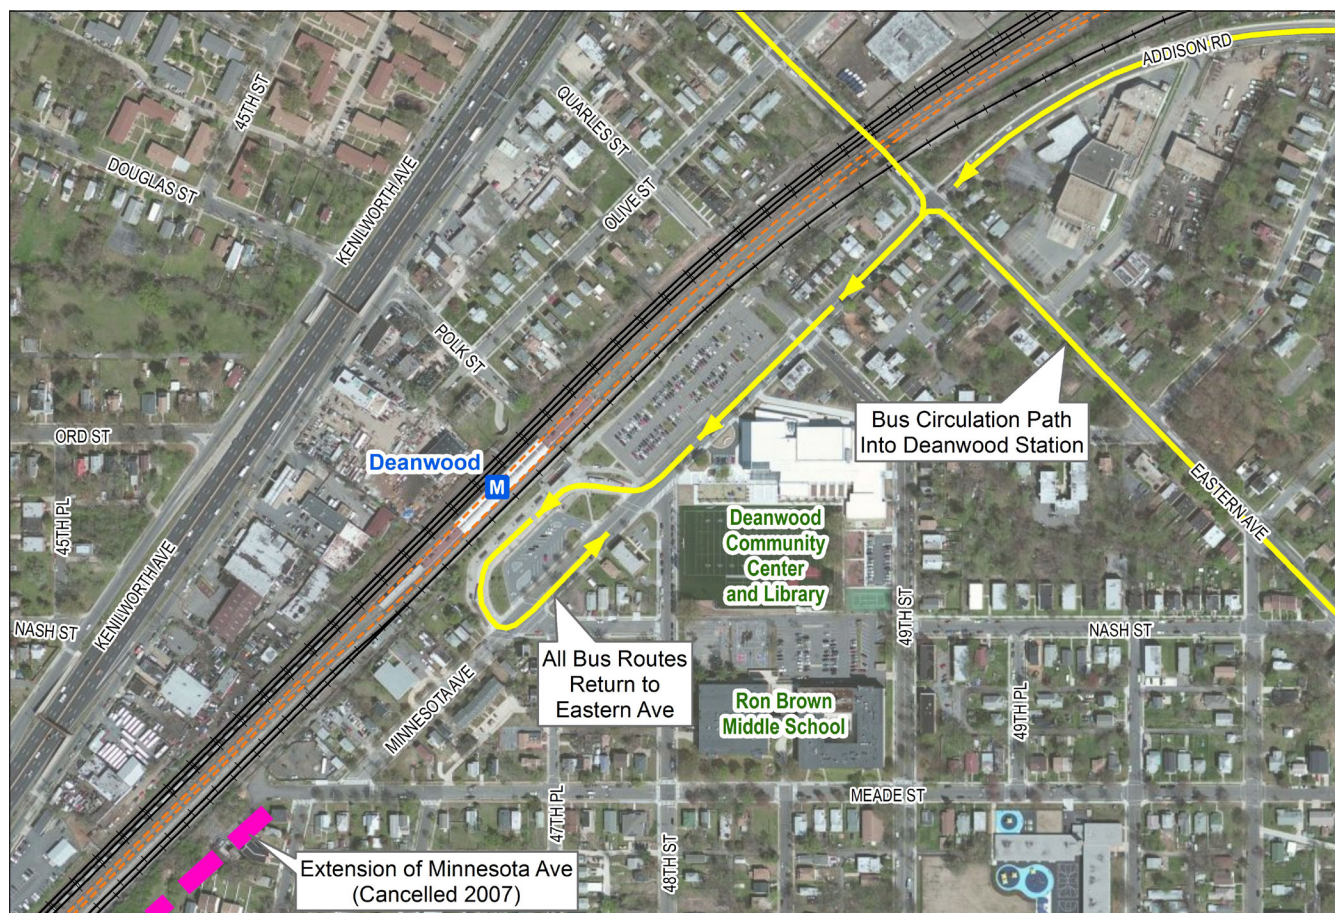 ADDISON RD
45TH ST
QUARLES ST
DOUGLAS ST
KENILWORTH AVE
OLIVE ST
POLK ST
Bus Circulation Path
Into Deanwood Station
ORD ST
Deanwood
M
EASTERN AVE
45TH PL
Deanwood
Community
Center
and Library
KENILWORTH AVE
49TH ST
NASH ST
NASH ST
All Bus Routes
Return to
Eastern Ave
MINNESOTA AVE
Ron Brown
Middle School
49TH PL
MEADE ST
47TH PL
48TH ST
Extension of Minnesota Ave
(Cancelled 2007)